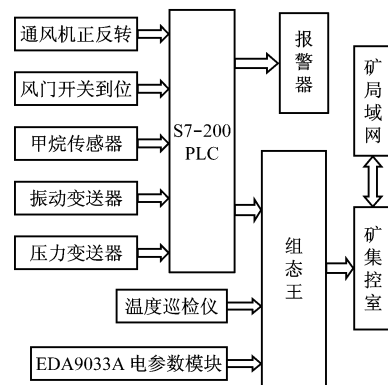 通风机正反转
风门开关到位
甲烷传感器
振动变送器
压力变送器
S7-200
PLC
报警器
矿局域网
组态王
矿集控室
温度巡检仪
EDA9033A 电参数模块